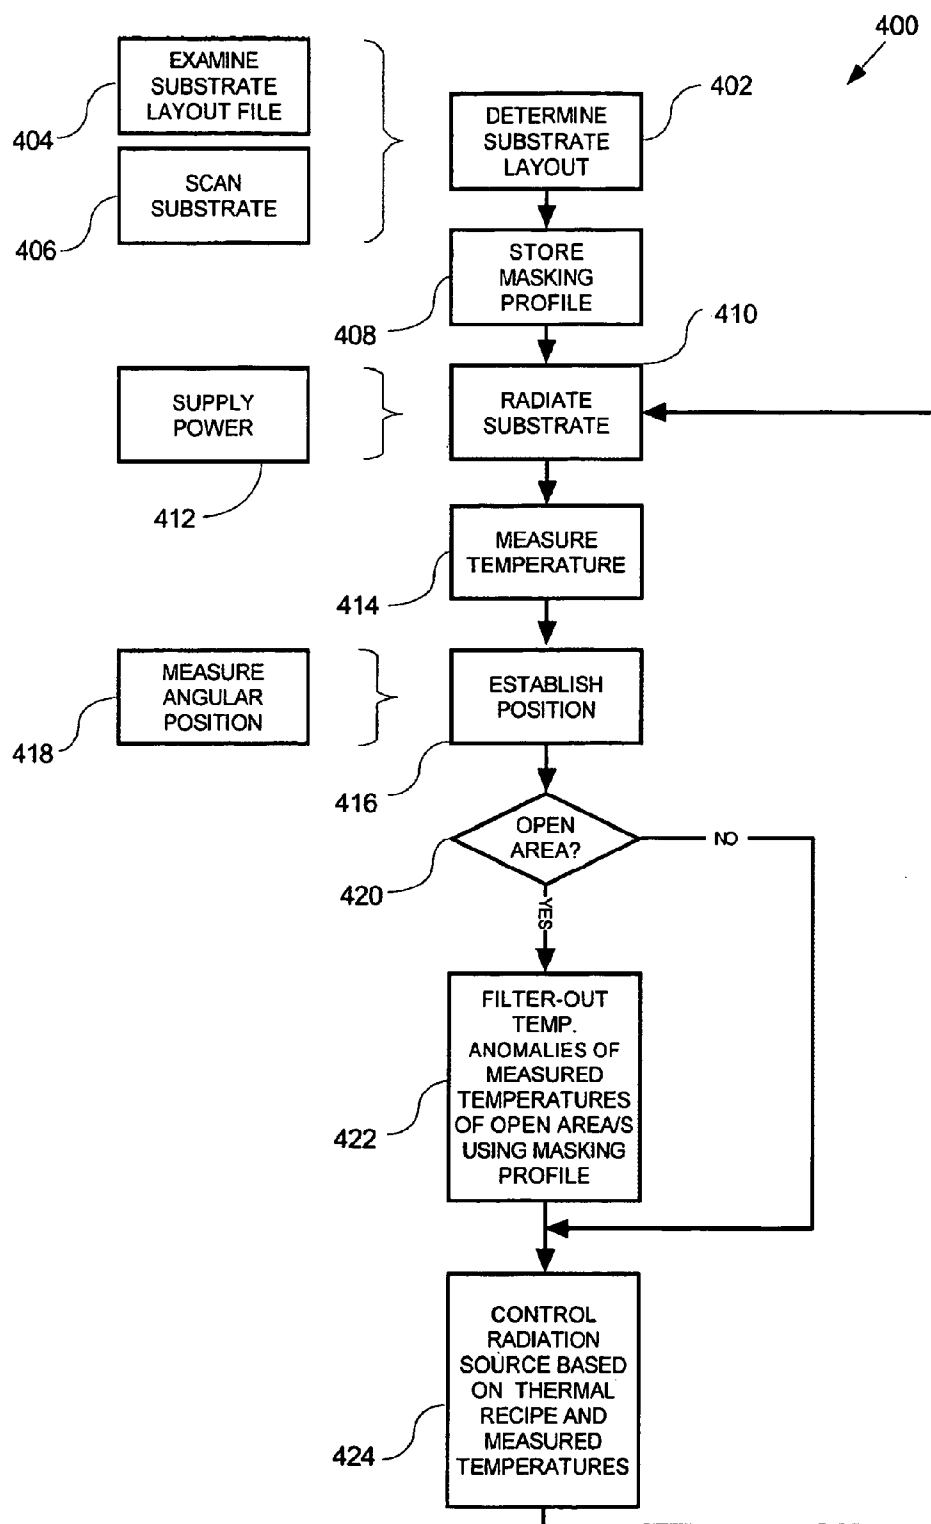 400
EXAMINE
SUBSTRATE
LAYOUT FILE
404
SCAN
SUBSTRATE
406
402
DETERMINE
SUBSTRATE
LAYOUT
STORE
MASKING
PROFILE
408
410
SUPPLY
POWER
412
RADIATE
SUBSTRATE
MEASURE
TEMPERATURE
414
MEASURE
ANGULAR
POSITION
418
ESTABLISH
POSITION
416
OPEN
AREA?
420
NO
YES
FILTER-OUT
TEMP.
ANOMALIES OF
MEASURED
TEMPERATURES
OF OPEN AREA/S
USING MASKING
PROFILE
422
CONTROL
RADIATION
SOURCE BASED
ON THERMAL
RECIPE AND
MEASURED
TEMPERATURES
424